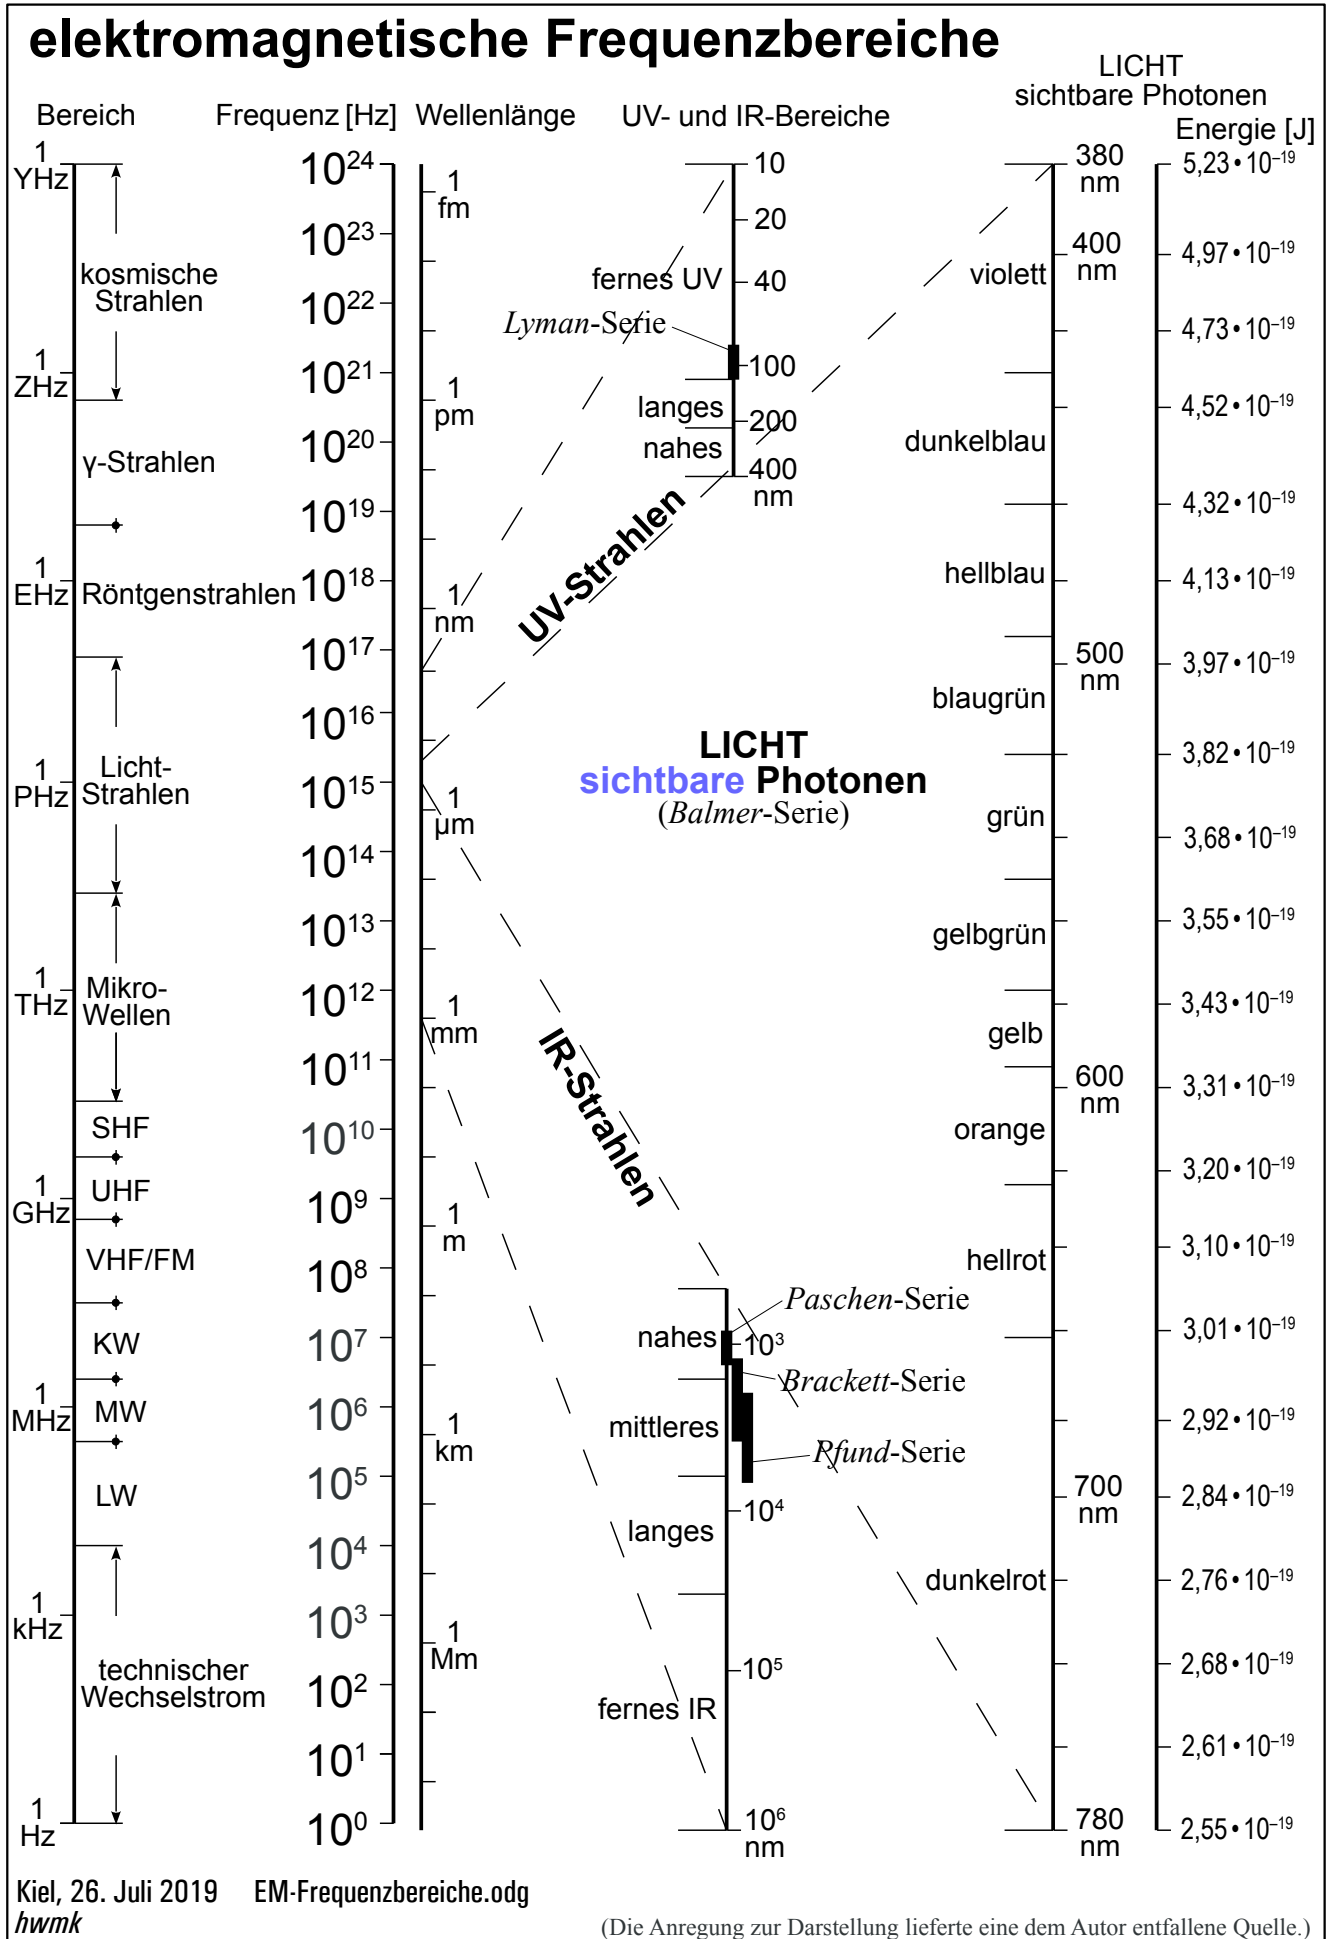 elektromagnetische Frequenzbereiche
LICHT
sichtbare Photonen
Bereich
Frequenz [Hz]
Wellenlänge
UV- und IR-Bereiche
Energie [J]
1
YHz
kosmische
Strahlen
1
ZHz
γ-Strahlen
1
EHz
Röntgenstrahlen
1
PHz
Licht-
Strahlen
1
THz
Mikro-
Wellen
SHF
1
GHz
UHF
VHF/FM
KW
1
MHz
MW
LW
1
kHz
technischer
Wechselstrom
1
Hz
10²⁴
10²³
10²²
10²¹
10²⁰
10¹⁹
10¹⁸
10¹⁷
10¹⁶
10¹⁵
10¹⁴
10¹³
10¹²
10¹¹
10¹⁰
10⁹
10⁸
10⁷
10⁶
10⁵
10⁴
10³
10²
10¹
10⁰
1
fm
1
pm
1
nm
1
µm
1
mm
1
m
1
km
1
Mm
10
20
fernes UV
40
Lyman-Serie
100
langes
200
nahes
400
nm
UV-Strahlen
LICHT
sichtbare Photonen
(Balmer-Serie)
IR-Strahlen
Paschen-Serie
nahes
10³
Brackett-Serie
mittleres
Pfund-Serie
10⁴
langes
10⁵
fernes IR
10⁶
nm
violett
dunkelblau
hellblau
blaugrün
grün
gelbgrün
gelb
orange
hellrot
dunkelrot
380
nm
400
nm
500
nm
600
nm
700
nm
780
nm
5,23•10⁻¹⁹
4,97•10⁻¹⁹
4,73•10⁻¹⁹
4,52•10⁻¹⁹
4,32•10⁻¹⁹
4,13•10⁻¹⁹
3,97•10⁻¹⁹
3,82•10⁻¹⁹
3,68•10⁻¹⁹
3,55•10⁻¹⁹
3,43•10⁻¹⁹
3,31•10⁻¹⁹
3,20•10⁻¹⁹
3,10•10⁻¹⁹
3,01•10⁻¹⁹
2,92•10⁻¹⁹
2,84•10⁻¹⁹
2,76•10⁻¹⁹
2,68•10⁻¹⁹
2,61•10⁻¹⁹
2,55•10⁻¹⁹
Kiel, 26. Juli 2019 EM-Frequenzbereiche.odg
hwmk
(Die Anregung zur Darstellung lieferte eine dem Autor entfallene Quelle.)